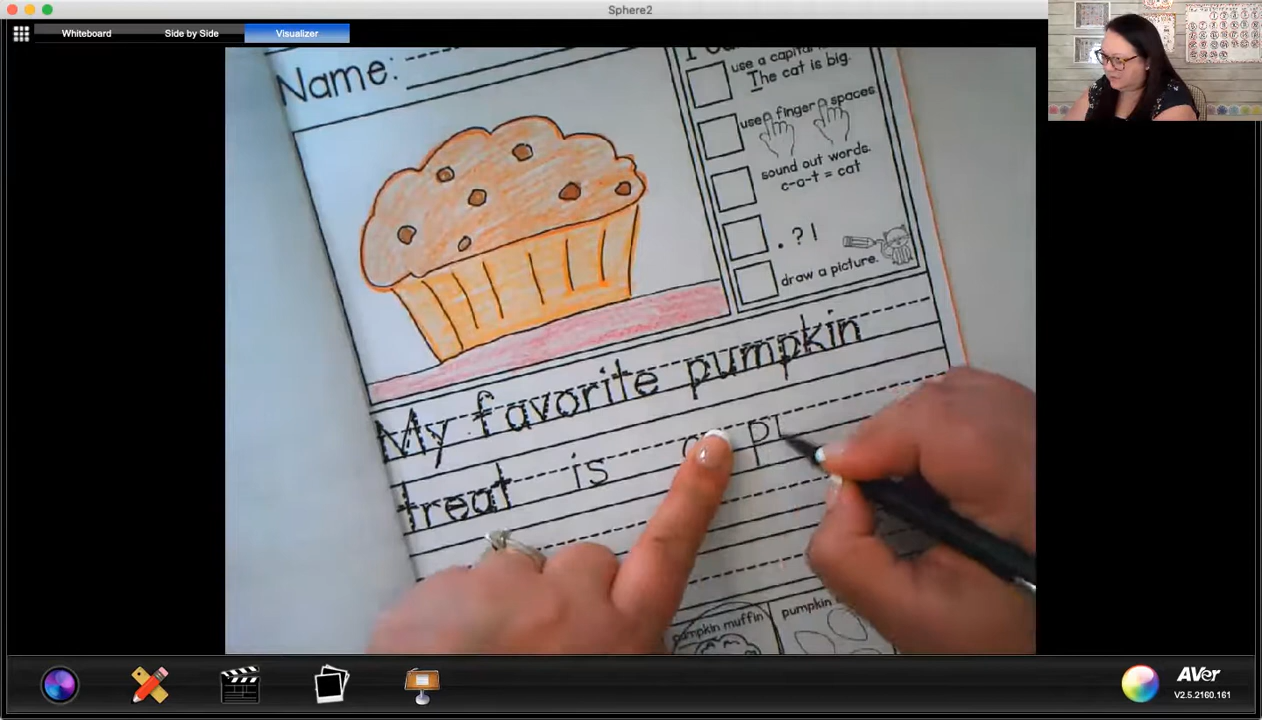 Sphere2
Whiteboard
Side by Side
Visualizer
Name:
use a capital
The cat is big.
use finger spaces
sound out words.
c-a-t = cat
. ? !
draw a picture.
My favorite pumpkin
treat is
pumpkin muffin
pumpkin
AVer
V2.5.2160.161